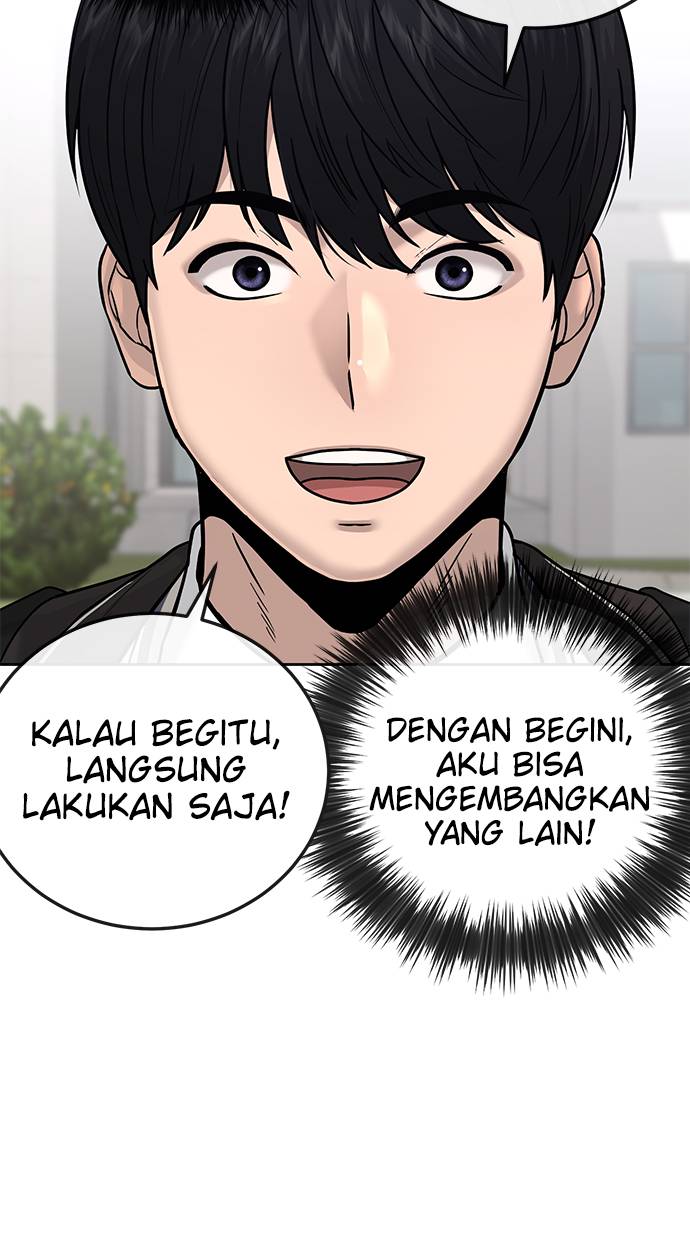 KALAU BEGITU,
LANGSUNG
LAKUKAN SAJA!
DENGAN BEGINI,
AKU BISA
MENGEMBANGKAN
YANG LAIN!